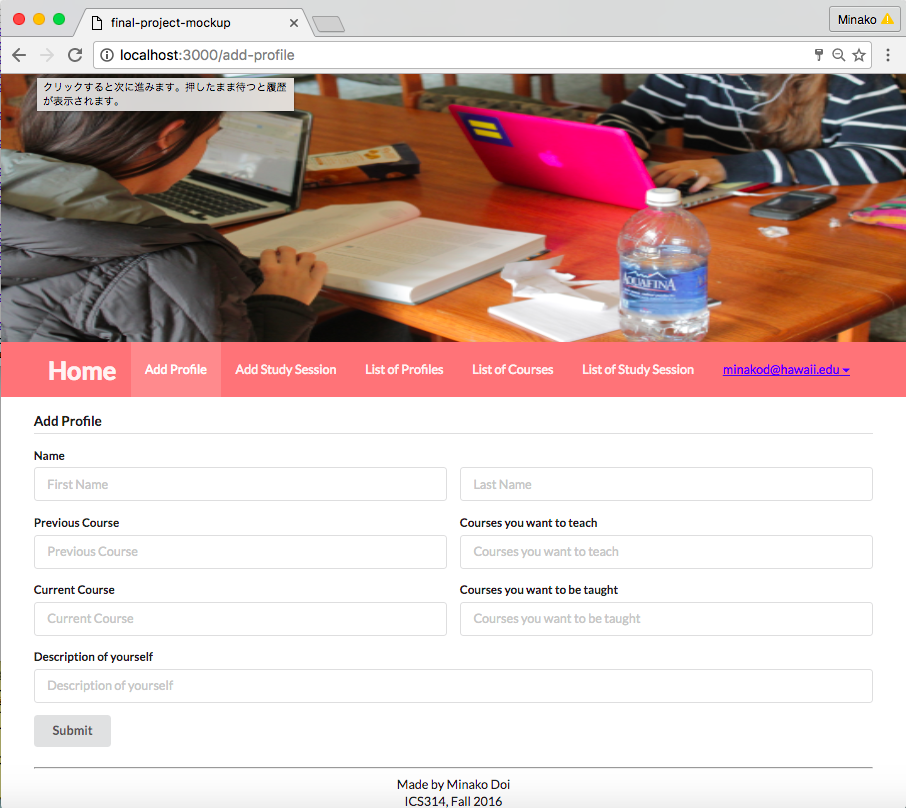 final-project-mockup
Minako
localhost:3000/add-profile
クリックすると次に進みます。押したまま待つと履歴
が表示されます。
AQUAFINA
Home
Add Profile
Add Study Session
List of Profiles
List of Courses
List of Study Session
minakod@hawaii.edu
Add Profile
Name
First Name
Last Name
Previous Course
Courses you want to teach
Previous Course
Courses you want to teach
Current Course
Courses you want to be taught
Current Course
Courses you want to be taught
Description of yourself
Description of yourself
Submit
Made by Minako Doi
ICS314, Fall 2016